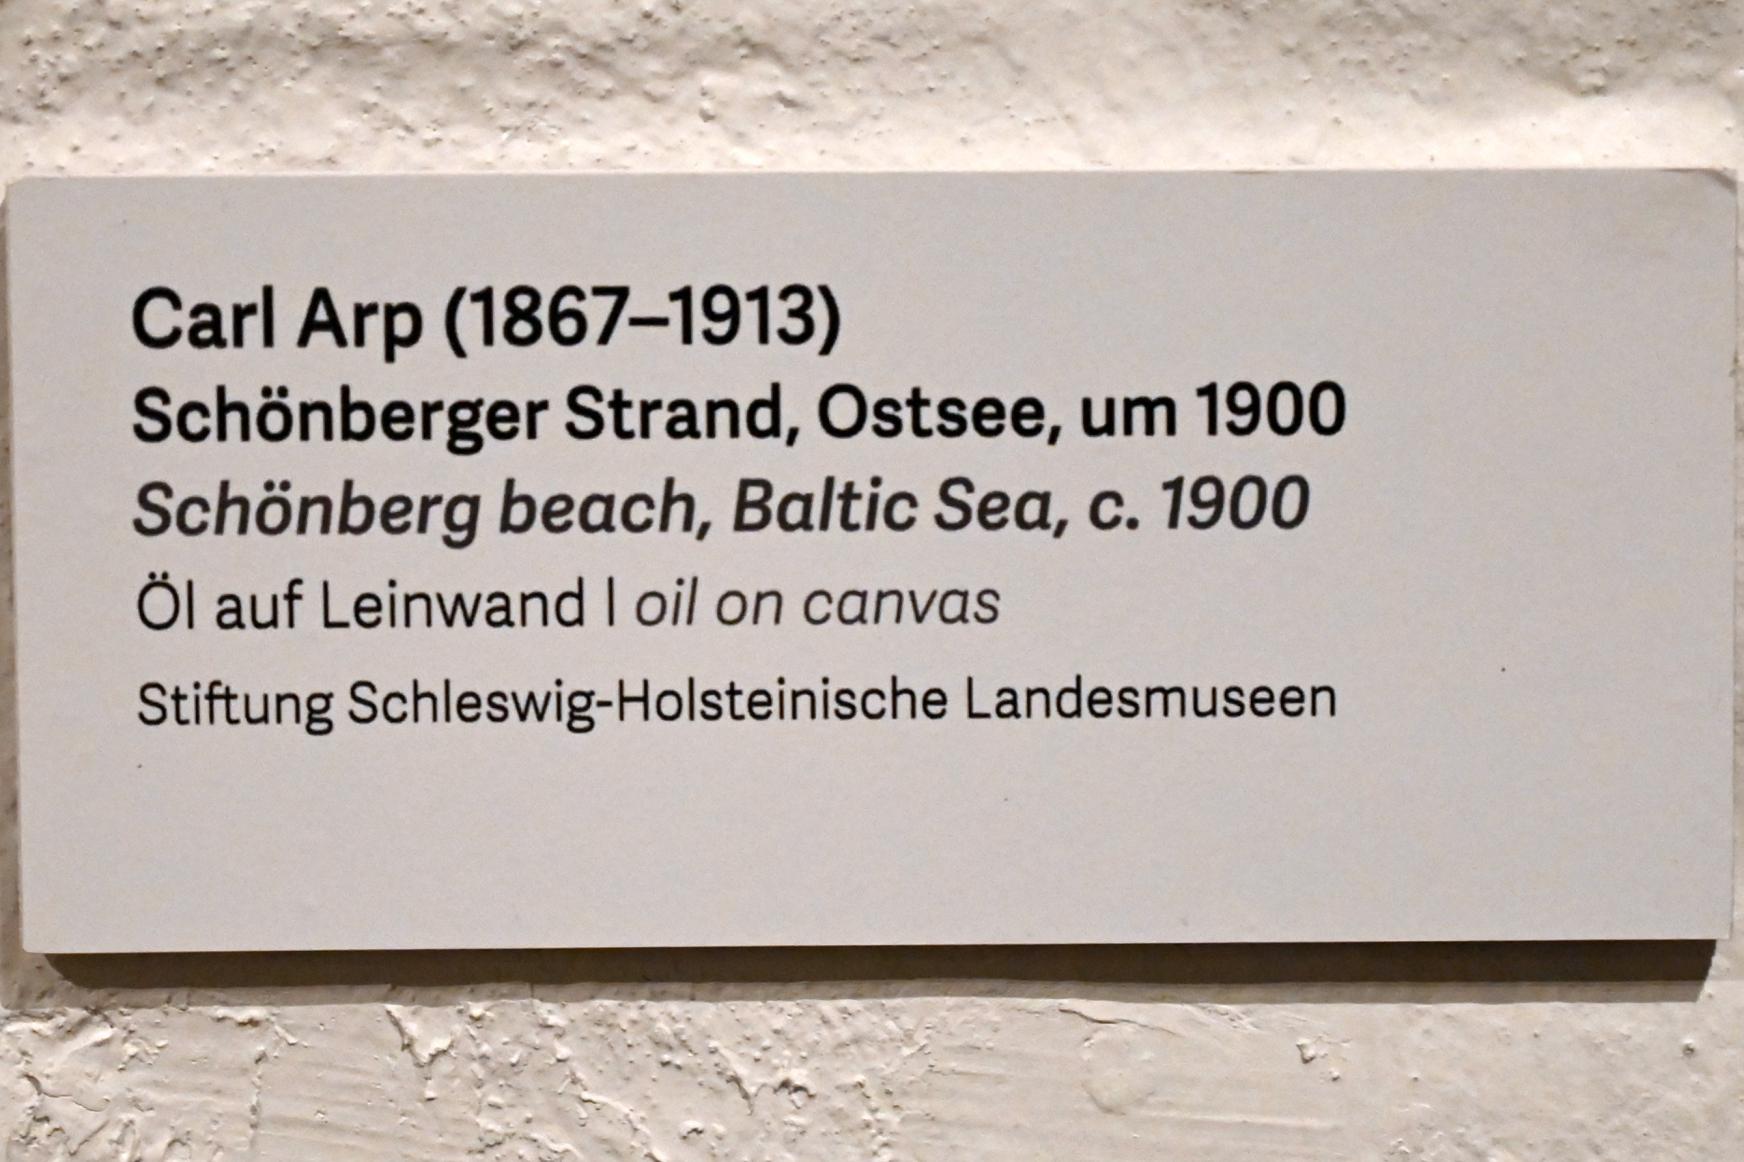 Carl Arp (1867–1913)
Schönberger Strand, Ostsee, um 1900
Schönberg beach, Baltic Sea, c. 1900
Öl auf Leinwand | oil on canvas
Stiftung Schleswig-Holsteinische Landesmuseen